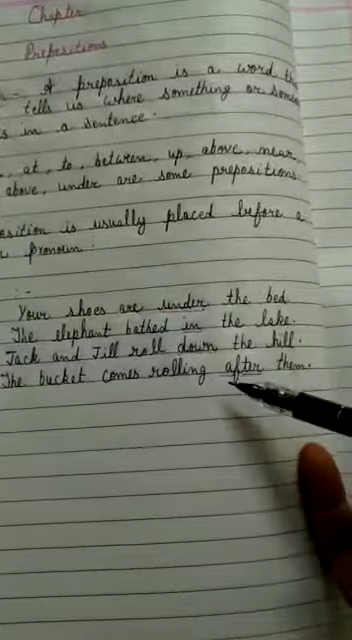 Chapter
Prepositions
A preposition is a word
tells us where something or
in a sentence.
at, to, between, up, above, near,
above, under are some prepositions.
is usually placed before a
pronoun.
:-
Your shoes are under the bed
The elephant bathed in the lake.
Jack and Jill roll down the hill.
The bucket comes rolling after them.